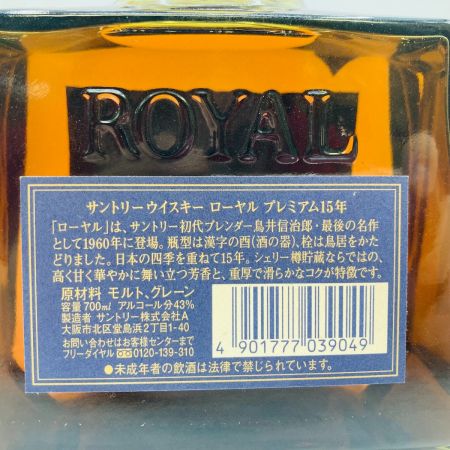 ROYAL
サントリーウイスキー ローヤル プレミアム15年
「ローヤル」は、サントリー初代ブレンダー鳥井信治郎・最後の名作
として1960年に登場。瓶型は漢字の酉(酒の器)、栓は鳥居をかた
どりました。日本の四季を重ねて15年。シェリー樽貯蔵ならではの、
高く甘く華やかに舞い立つ芳香と、重厚で滑らかなコクが特徴です。
原材料 モルト、グレーン
容量 700ml アルコール分43%
製造者 サントリー株式会社A
大阪市北区堂島浜2丁目1-40
お問い合わせはお客様センターまで
フリーダイヤル 0120-139-310
4 901777 039049
●未成年者の飲酒は法律で禁じられています。